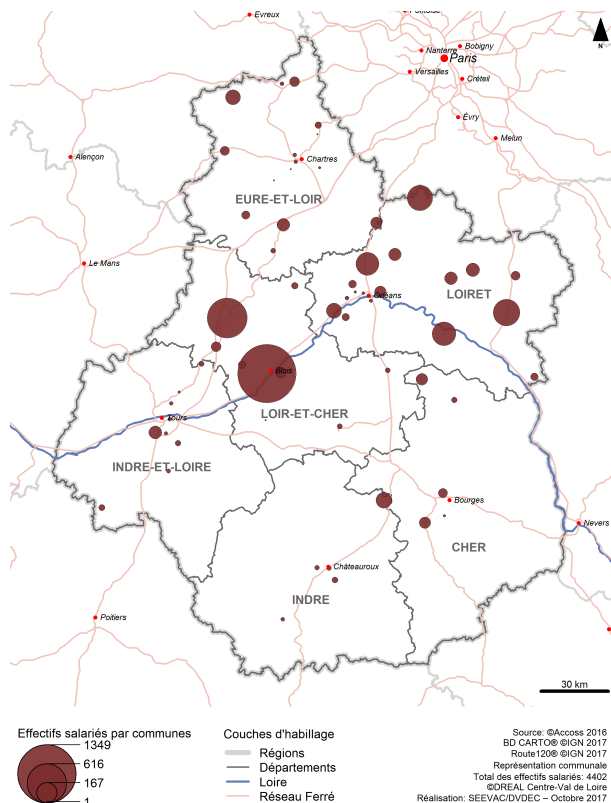 Evreux
Pontoise
N
Nanterre
Bobigny
Paris
Versailles
Créteil
Évry
Melun
Alençon
Chartres
EURE-ET-LOIR
Le Mans
LOIRET
Orléans
Blois
LOIR-ET-CHER
Tours
INDRE-ET-LOIRE
Bourges
Nevers
CHER
Châteauroux
INDRE
Poitiers
30 km
Effectifs salariés par communes
1349
616
167
1
Couches d'habillage
Régions
Départements
Loire
Réseau Ferré
Source: ©Accoss 2016
BD CARTO® ©IGN 2017
Route120® ©IGN 2017
Représentation communale
Total des effectifs salariés: 4402
©DREAL Centre-Val de Loire
Réalisation: SEEVAC/DVDEC – Octobre 2017